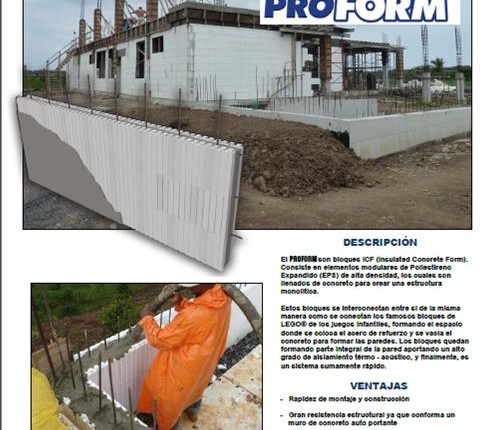 PROFORM
DESCRIPCIÓN
El PROFORM son bloques ICF (Insulated Concrete Form).
Consiste en elementos modulares de Poliestireno
Expandido (EPS) de alta densidad, los cuales son
llenados de concreto para crear una estructura
monolítica.
Estos bloques se interconectan entre si de la misma
manera como se conectan los famosos bloques de
LEGO® de los juegos infantiles, formando el espacio
donde se coloca el acero de refuerzo y se vacía el
concreto para formar las paredes. Los bloques quedan
formando parte integral de la pared aportando un alto
grado de aislamiento térmo - acústico, y finalmente, es
un sistema sumamente rápido.
VENTAJAS
- Rapidez de montaje y construcción
- Gran resistencia estructural ya que conforma un
muro de concreto auto portante